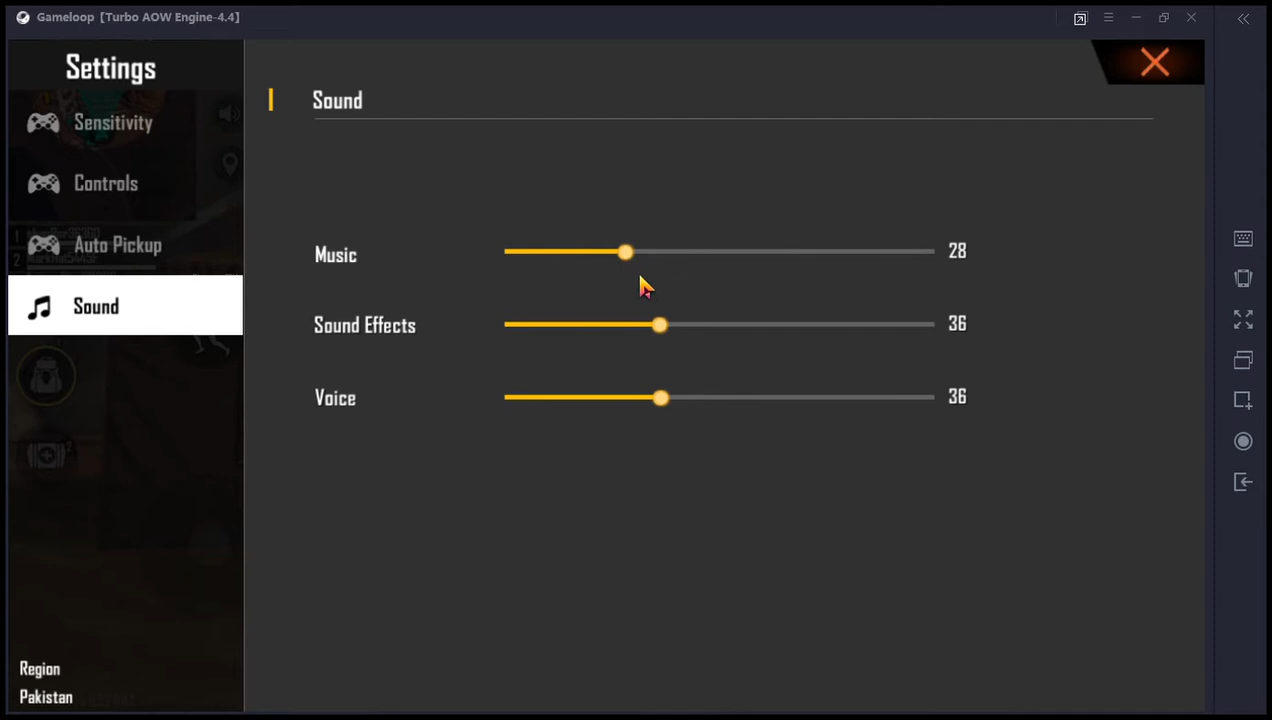 Gameloop [Turbo AOW Engine-4.4]
Settings
Sensitivity
Controls
Auto Pickup
Sound
Region
Pakistan
Sound
Music 28
Sound Effects 36
Voice 36